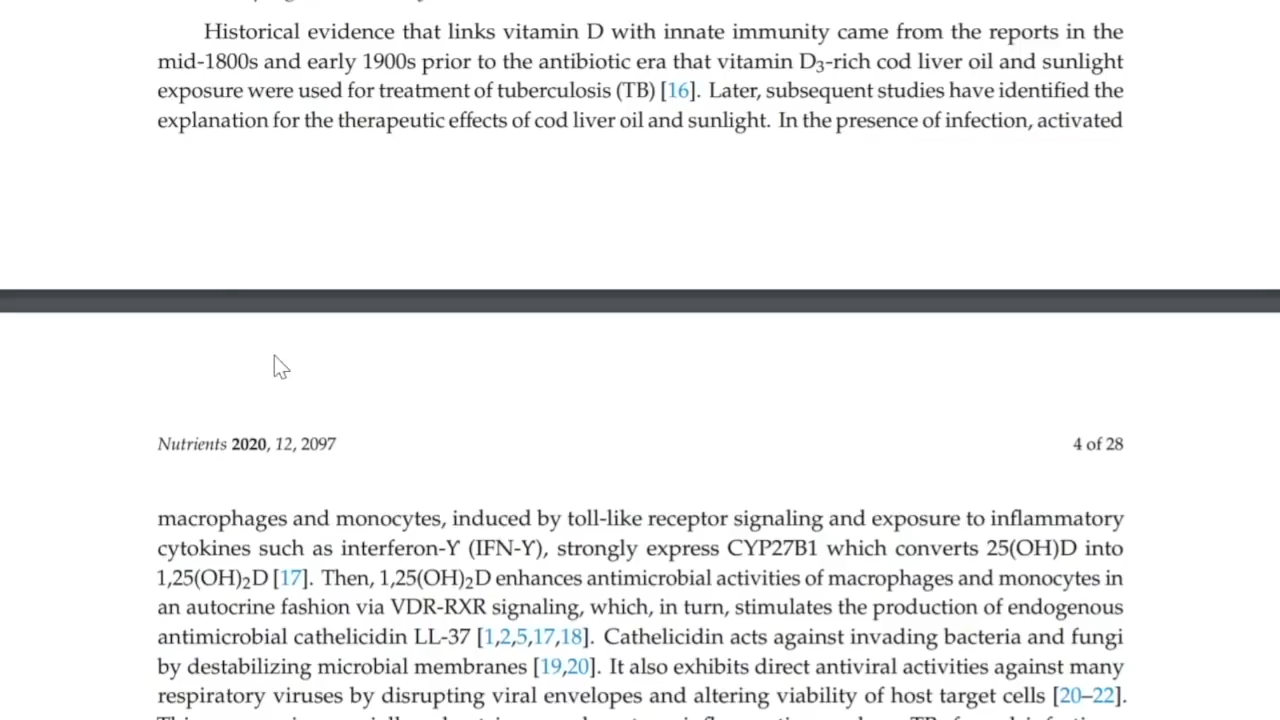 Historical evidence that links vitamin D with innate immunity came from the reports in the
mid-1800s and early 1900s prior to the antibiotic era that vitamin D₃-rich cod liver oil and sunlight
exposure were used for treatment of tuberculosis (TB) [16]. Later, subsequent studies have identified the
explanation for the therapeutic effects of cod liver oil and sunlight. In the presence of infection, activated
Nutrients 2020, 12, 2097
4 of 28
macrophages and monocytes, induced by toll-like receptor signaling and exposure to inflammatory
cytokines such as interferon-ϒ (IFN-ϒ), strongly express CYP27B1 which converts 25(OH)D into
1,25(OH)₂D [17]. Then, 1,25(OH)₂D enhances antimicrobial activities of macrophages and monocytes in
an autocrine fashion via VDR-RXR signaling, which, in turn, stimulates the production of endogenous
antimicrobial cathelicidin LL-37 [1,2,5,17,18]. Cathelicidin acts against invading bacteria and fungi
by destabilizing microbial membranes [19,20]. It also exhibits direct antiviral activities against many
respiratory viruses by disrupting viral envelopes and altering viability of host target cells [20–22].